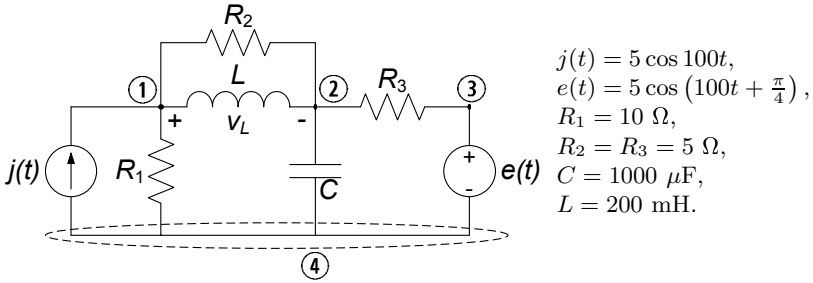 R₂
L
① ② R₃ ③
+ v_L -
j(t) R₁ C + - e(t)
④
j(t) = 5 cos 100t,
e(t) = 5 cos (100t + π/4),
R₁ = 10 Ω,
R₂ = R₃ = 5 Ω,
C = 1000 μF,
L = 200 mH.